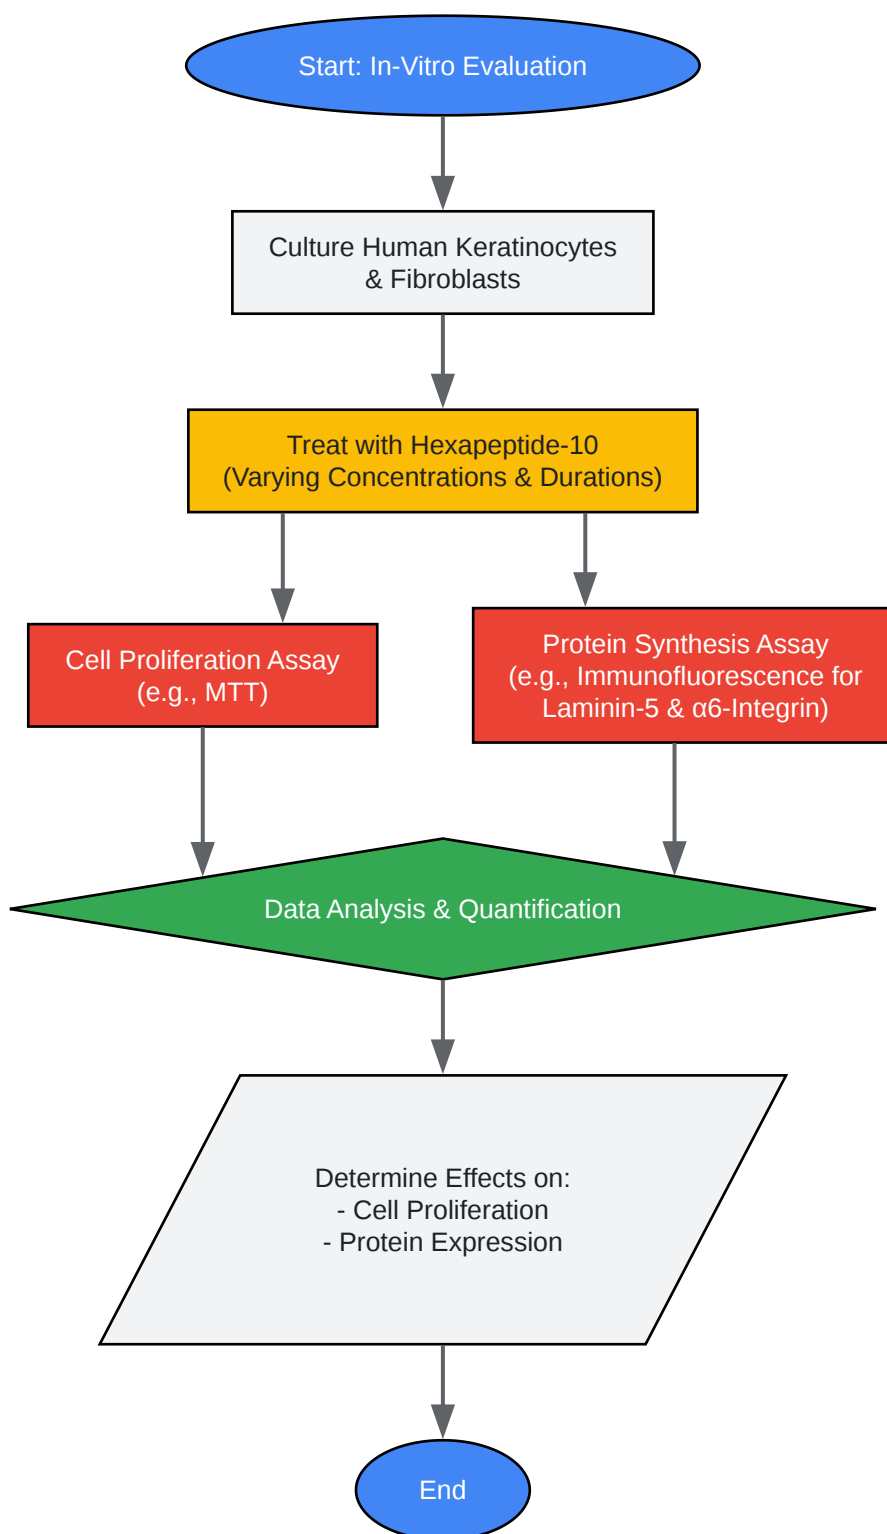 Start: In-Vitro Evaluation
Culture Human Keratinocytes
& Fibroblasts
Treat with Hexapeptide-10
(Varying Concentrations & Durations)
Cell Proliferation Assay
(e.g., MTT)
Protein Synthesis Assay
(e.g., Immunofluorescence for
Laminin-5 & α6-Integrin)
Data Analysis & Quantification
Determine Effects on:
- Cell Proliferation
- Protein Expression
End